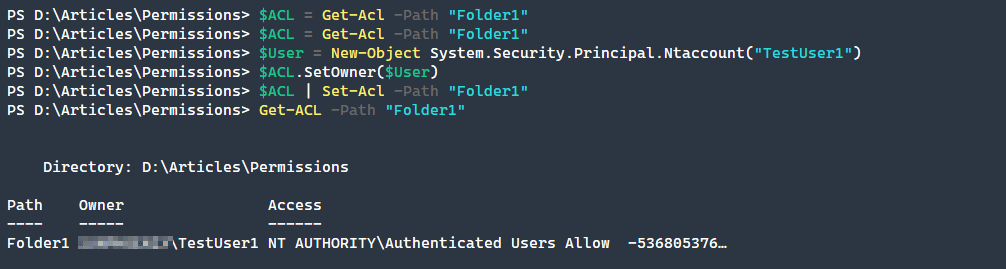 PS D:\Articles\Permissions> $ACL = Get-Acl -Path "Folder1"
PS D:\Articles\Permissions> $ACL = Get-Acl -Path "Folder1"
PS D:\Articles\Permissions> $User = New-Object System.Security.Principal.Ntaccount("TestUser1")
PS D:\Articles\Permissions> $ACL.SetOwner($User)
PS D:\Articles\Permissions> $ACL | Set-Acl -Path "Folder1"
PS D:\Articles\Permissions> Get-ACL -Path "Folder1"
Directory: D:\Articles\Permissions
Path Owner Access
---- ----- ------
Folder1 \TestUser1 NT AUTHORITY\Authenticated Users Allow -536805376…